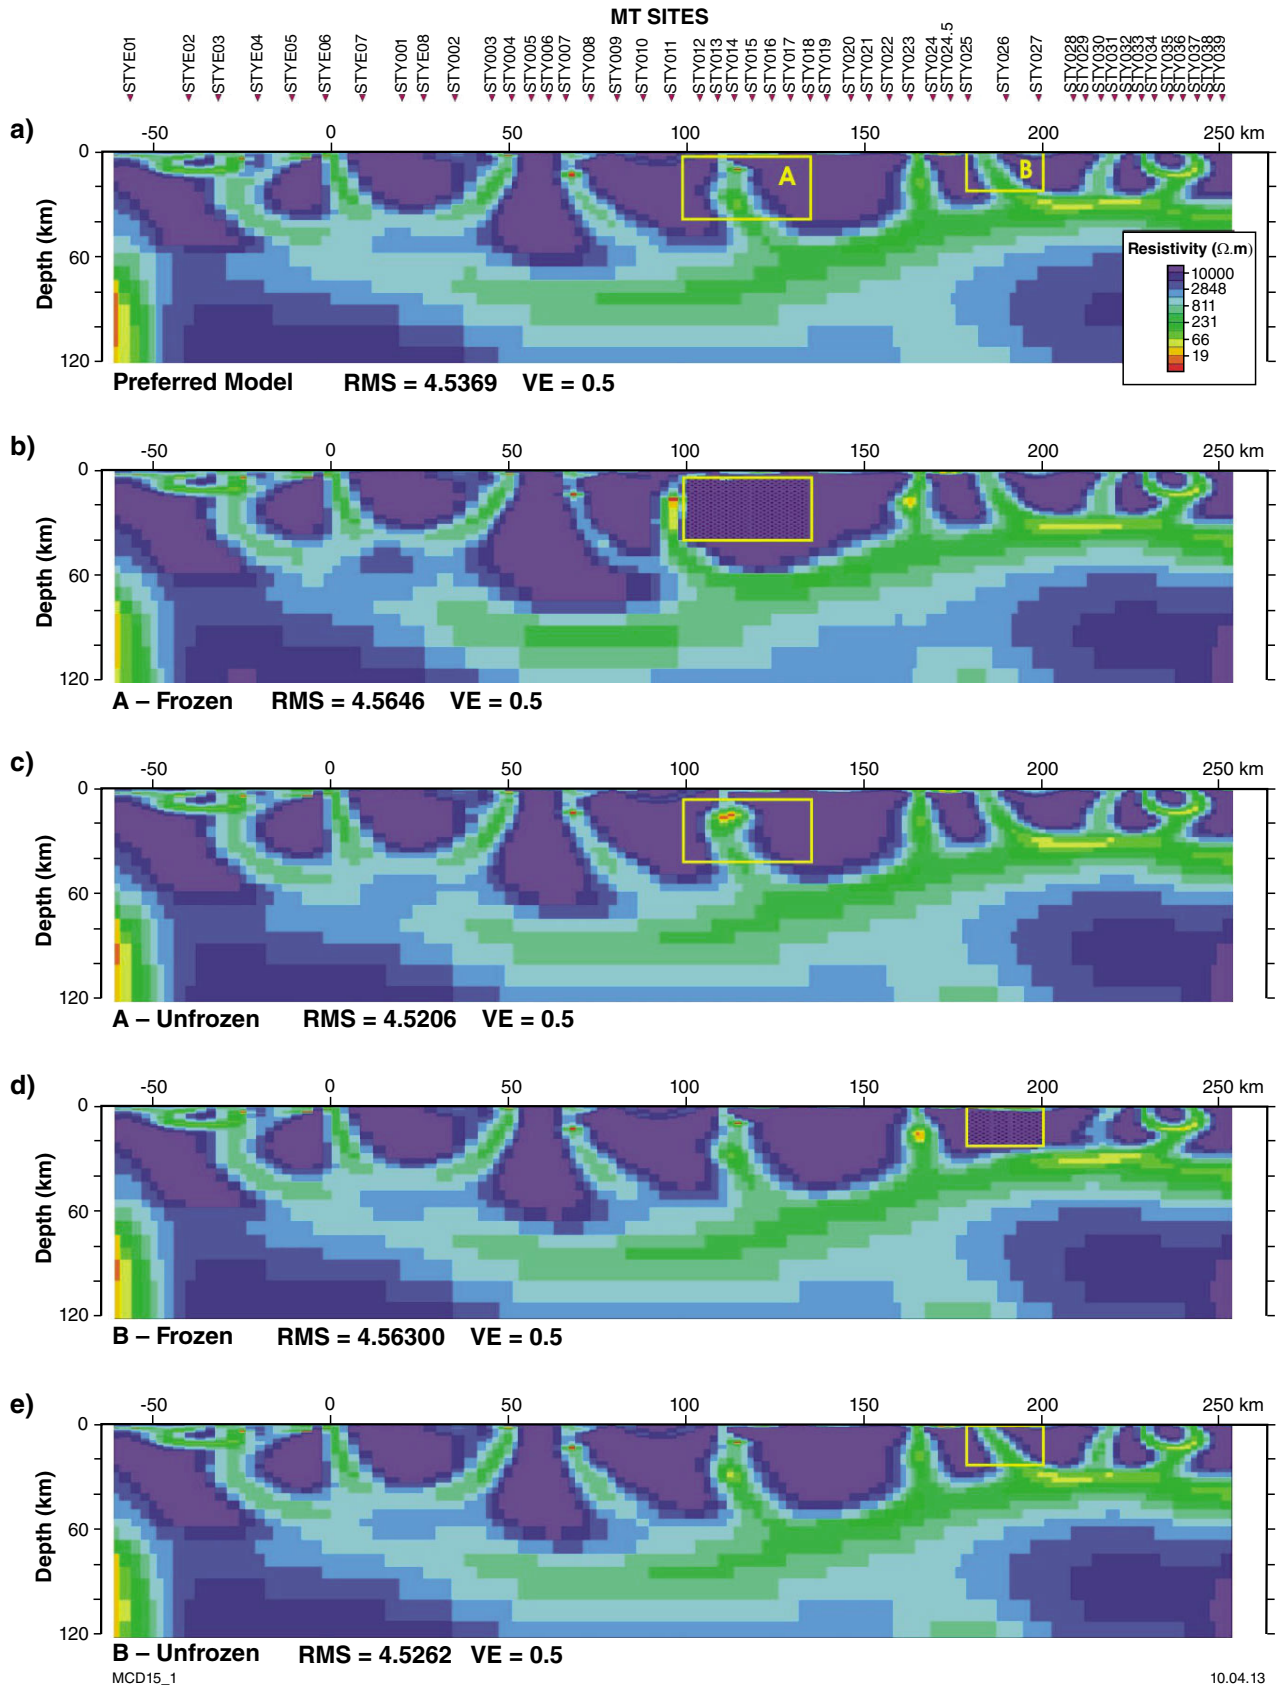 MT SITES
STYE01 STYE02 STYE03 STYE04 STYE05 STYE06 STYE07 STY001 STYE08 STY002 STY003 STY004 STY005 STY006 STY007 STY008 STY009 STY010 STY011 STY012 STY013 STY014 STY015 STY016 STY017 STY018 STY019 STY020 STY021 STY022 STY023 STY024 STY024.5 STY025 STY026 STY027 STY028 STY029 STY030 STY031 STY032 STY033 STY034 STY035 STY036 STY037 STY038 STY039
a)
-50 0 50 100 150 200 250 km
0
60
120
Depth (km)
A
B
Resistivity (Ω.m)
10000
2848
811
231
66
19
Preferred Model RMS = 4.5369 VE = 0.5
b)
-50 0 50 100 150 200 250 km
0
60
120
Depth (km)
A – Frozen RMS = 4.5646 VE = 0.5
c)
-50 0 50 100 150 200 250 km
0
60
120
Depth (km)
A – Unfrozen RMS = 4.5206 VE = 0.5
d)
-50 0 50 100 150 200 250 km
0
60
120
Depth (km)
B – Frozen RMS = 4.56300 VE = 0.5
e)
-50 0 50 100 150 200 250 km
0
60
120
Depth (km)
B – Unfrozen RMS = 4.5262 VE = 0.5
MCD15_1
10.04.13